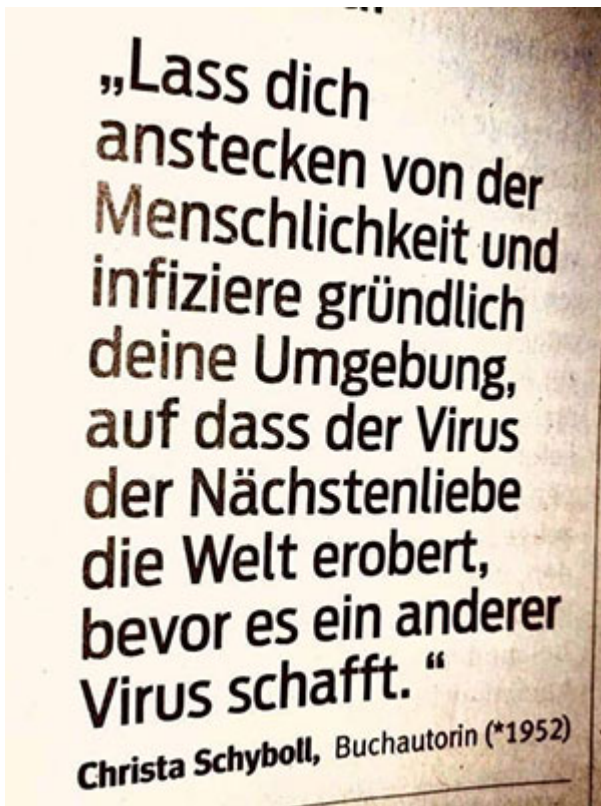 „Lass dich
anstecken von der
Menschlichkeit und
infiziere gründlich
deine Umgebung,
auf dass der Virus
der Nächstenliebe
die Welt erobert,
bevor es ein anderer
Virus schafft. “
Christa Schyboll, Buchautorin (*1952)